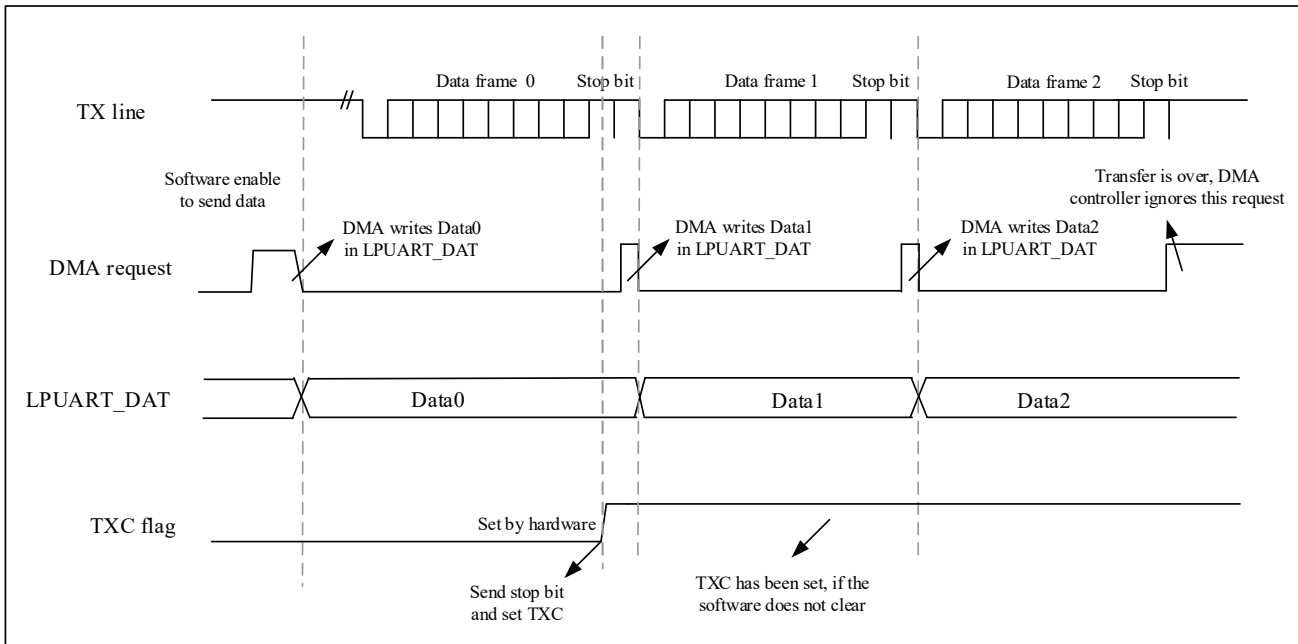 Data frame 0
Stop bit
Data frame 1
Stop bit
Data frame 2
Stop bit
TX line
//
Software enable
to send data
Transfer is over, DMA
controller ignores this request
DMA writes Data0
in LPUART_DAT
DMA writes Data1
in LPUART_DAT
DMA writes Data2
in LPUART_DAT
DMA request
LPUART_DAT
Data0
Data1
Data2
TXC flag
Set by hardware
Send stop bit
and set TXC
TXC has been set, if the
software does not clear